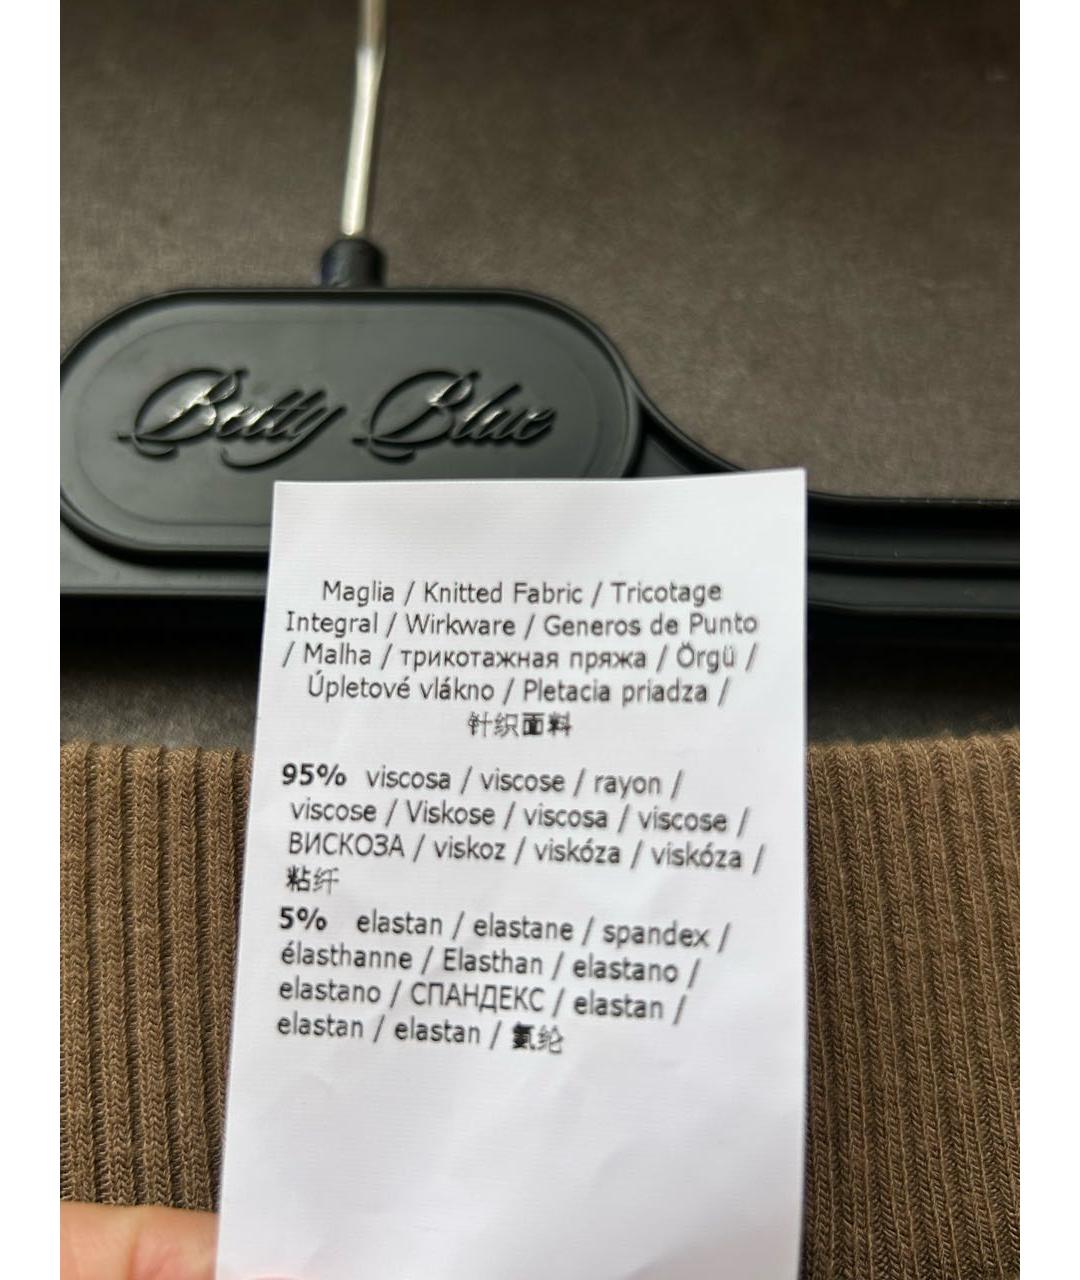 Betty Blue
Maglia / Knitted Fabric / Tricotage
Integral / Wirkware / Generos de Punto
/ Malha / трикотажная пряжа / Örgü /
Úpletové vlákno / Pletacia priadza /
针织面料
95% viscosa / viscose / rayon /
viscose / Viskose / viscosa / viscose /
ВИСКОЗА / viskoz / viskóza / viskóza /
粘纤
5% elastan / elastane / spandex /
élasthanne / Elasthan / elastano /
elastano / СПАНДЕКС / elastan /
elastan / elastan / 氨纶